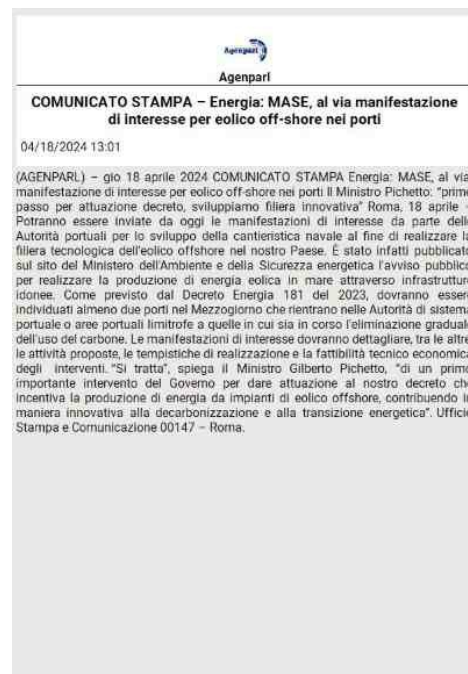 Agenparl
Agenparl
COMUNICATO STAMPA – Energia: MASE, al via manifestazione
di interesse per eolico off-shore nei porti
04/18/2024 13:01
(AGENPARL) – gio 18 aprile 2024 COMUNICATO STAMPA Energia: MASE, al via
manifestazione di interesse per eolico off-shore nei porti Il Ministro Pichetto: "primo
passo per attuazione decreto, sviluppiamo filiera innovativa" Roma, 18 aprile –
Potranno essere inviate da oggi le manifestazioni di interesse da parte delle
Autorità portuali per lo sviluppo della cantieristica navale al fine di realizzare la
filiera tecnologica dell'eolico offshore nel nostro Paese. È stato infatti pubblicato
sul sito del Ministero dell'Ambiente e della Sicurezza energetica l'avviso pubblico
per realizzare la produzione di energia eolica in mare attraverso infrastrutture
idonee. Come previsto dal Decreto Energia 181 del 2023, dovranno essere
individuati almeno due porti nel Mezzogiorno che rientrano nelle Autorità di sistema
portuale o aree portuali limitrofe a quelle in cui sia in corso l'eliminazione graduale
dell'uso del carbone. Le manifestazioni di interesse dovranno dettagliare, tra le altre,
le attività proposte, le tempistiche di realizzazione e la fattibilità tecnico economica
degli interventi. "Si tratta", spiega il Ministro Gilberto Pichetto, "di un primo
importante intervento del Governo per dare attuazione al nostro decreto che
incentiva la produzione di energia da impianti di eolico offshore, contribuendo in
maniera innovativa alla decarbonizzazione e alla transizione energetica". Ufficio
Stampa e Comunicazione 00147 – Roma.